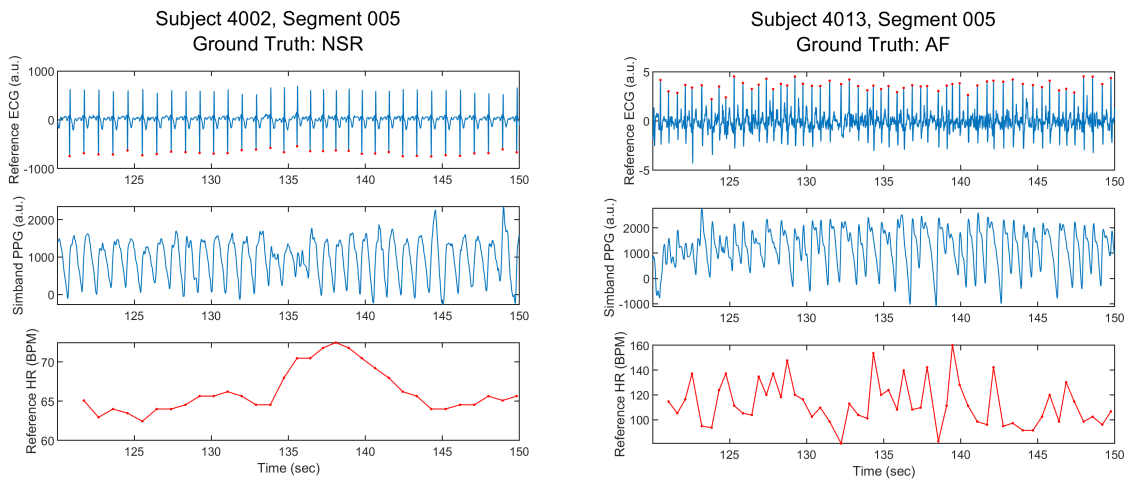 Subject 4002, Segment 005
Ground Truth: NSR
Reference ECG (a.u.)
1000
0
-1000
125 130 135 140 145 150
Simband PPG (a.u.)
2000
1000
0
125 130 135 140 145 150
Reference HR (BPM)
70
65
60
125 130 135 140 145 150
Time (sec)
Subject 4013, Segment 005
Ground Truth: AF
Reference ECG (a.u.)
5
0
-5
125 130 135 140 145 150
Simband PPG (a.u.)
2000
1000
0
-1000
125 130 135 140 145 150
Reference HR (BPM)
160
140
120
100
125 130 135 140 145 150
Time (sec)